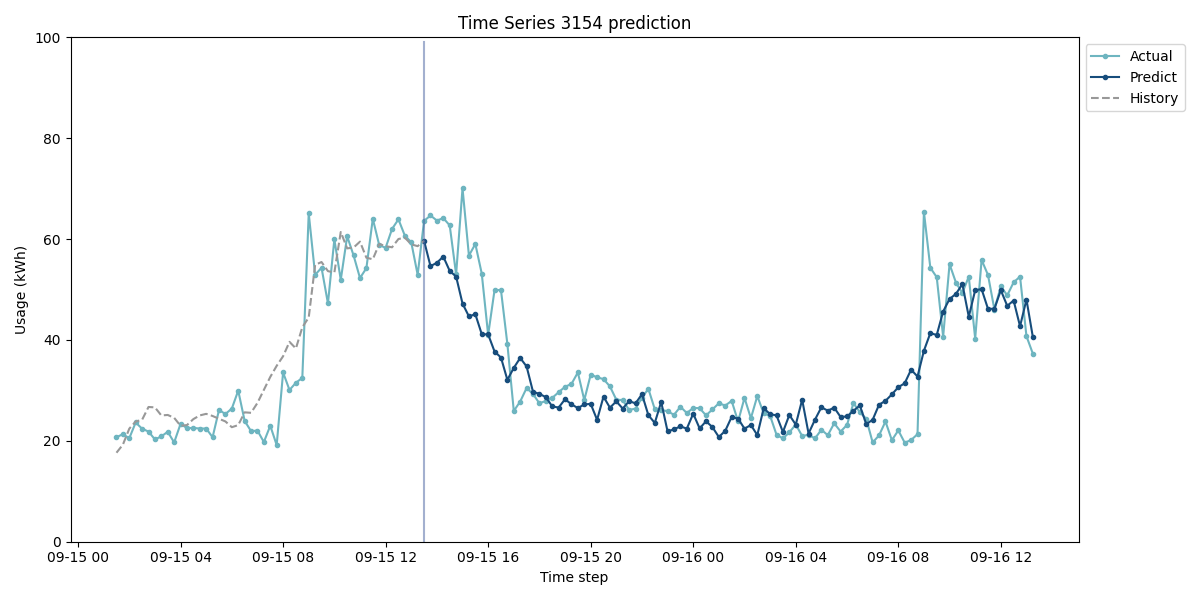 Time Series 3154 prediction
100
80
60
40
20
0
Usage (kWh)
09-15 00
09-15 04
09-15 08
09-15 12
09-15 16
09-15 20
09-16 00
09-16 04
09-16 08
09-16 12
Time step
Actual
Predict
History